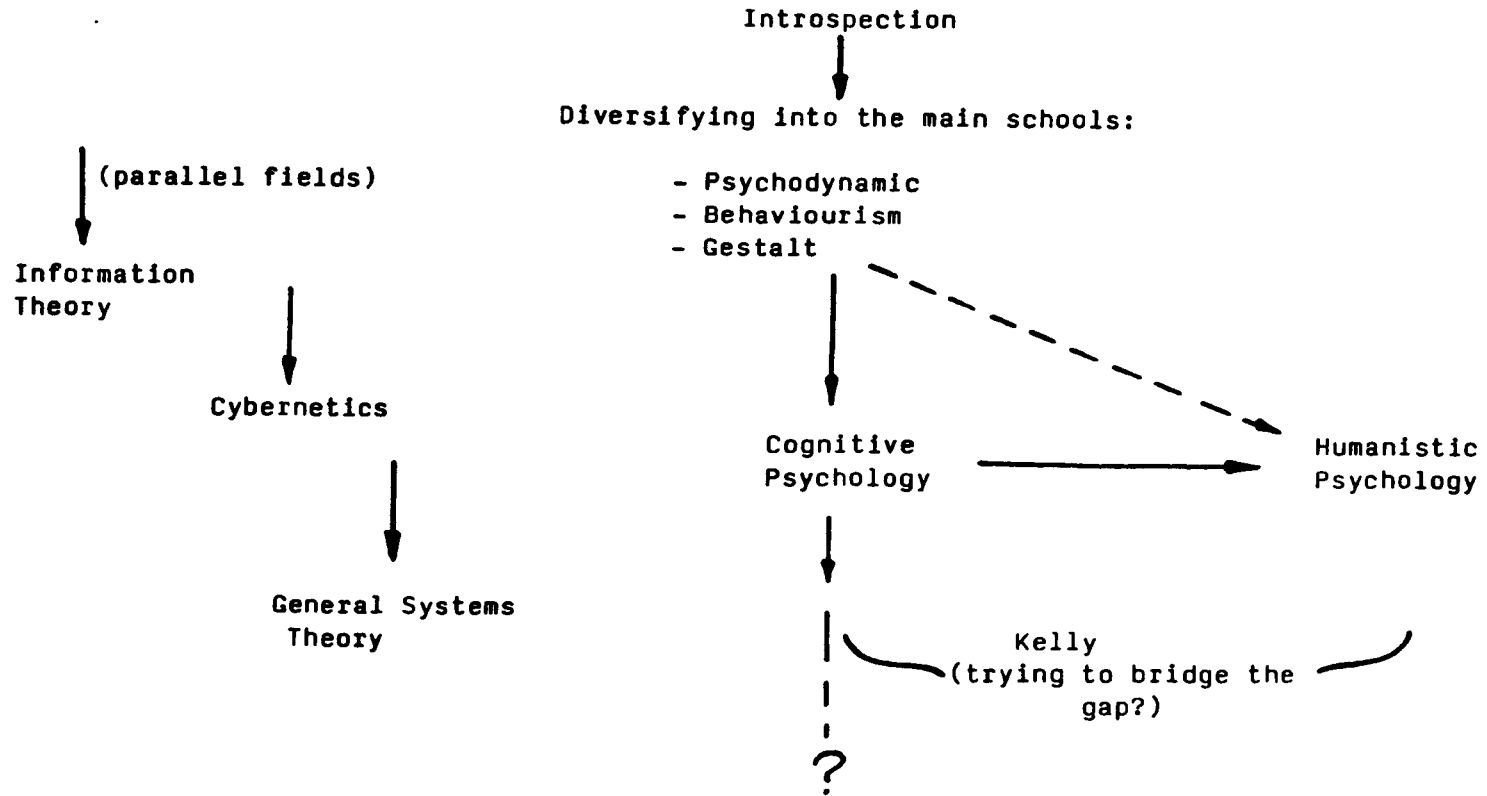 Introspection
Diversifying into the main schools:
(parallel fields)
- Psychodynamic
- Behaviourism
- Gestalt
Information
Theory
Cybernetics
Cognitive
Psychology
Humanistic
Psychology
General Systems
Theory
Kelly
(trying to bridge the
gap?)
?